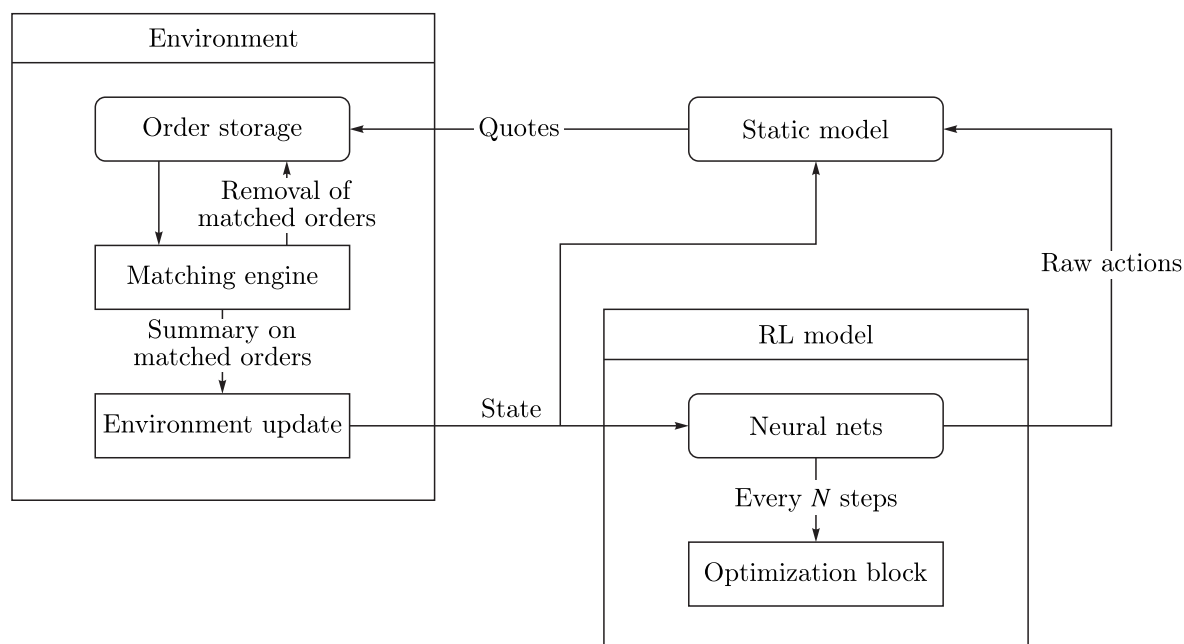 Environment
Order storage
Quotes
Static model
Removal of
matched orders
Matching engine
Raw actions
Summary on
matched orders
RL model
Environment update
State
Neural nets
Every N steps
Optimization block